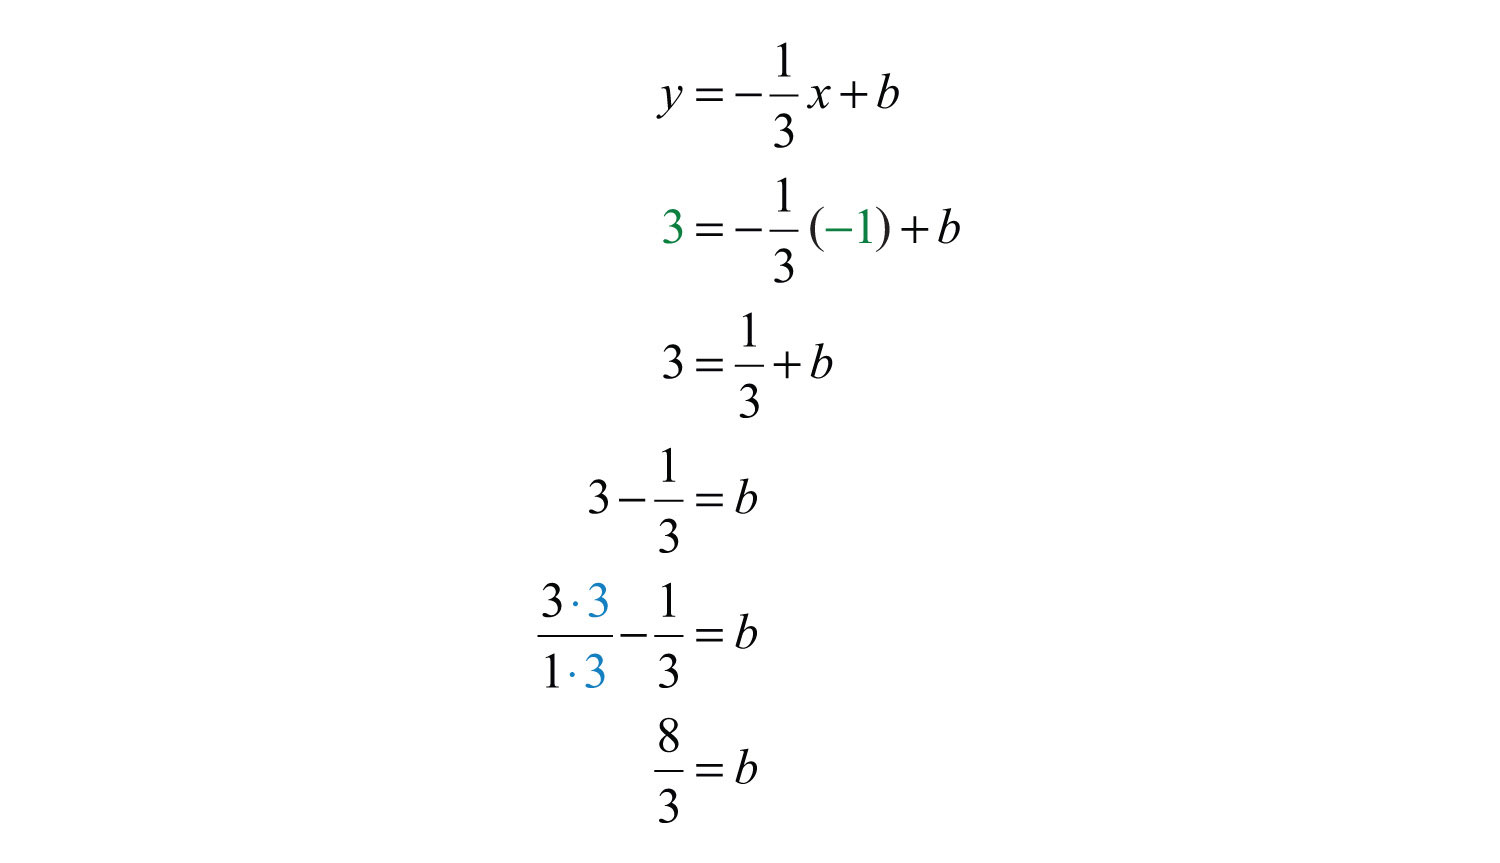 y = −1/3 x + b
3 = −1/3 (−1) + b
3 = 1/3 + b
3 − 1/3 = b
3·3/1·3 − 1/3 = b
8/3 = b